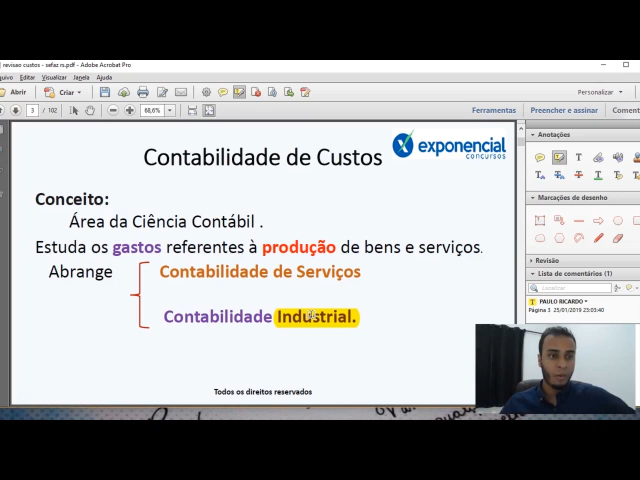 revisao custos - sefaz rs.pdf - Adobe Acrobat Pro
quivo Editar Visualizar Janela Ajuda
Abrir Criar Personalizar
3 / 102 68,6% Ferramentas Preencher e assinar Comentário
Anotações
Contabilidade de Custos
exponencial
concursos
Conceito:
Área da Ciência Contábil .
Estuda os gastos referentes à produção de bens e serviços.
Abrange Contabilidade de Serviços
Contabilidade Industrial.
Todos os direitos reservados
Marcações de desenho
Revisão
Lista de comentários (1)
Localizar
PAULO RICARDO
Página 3 25/01/2019 23:03:40